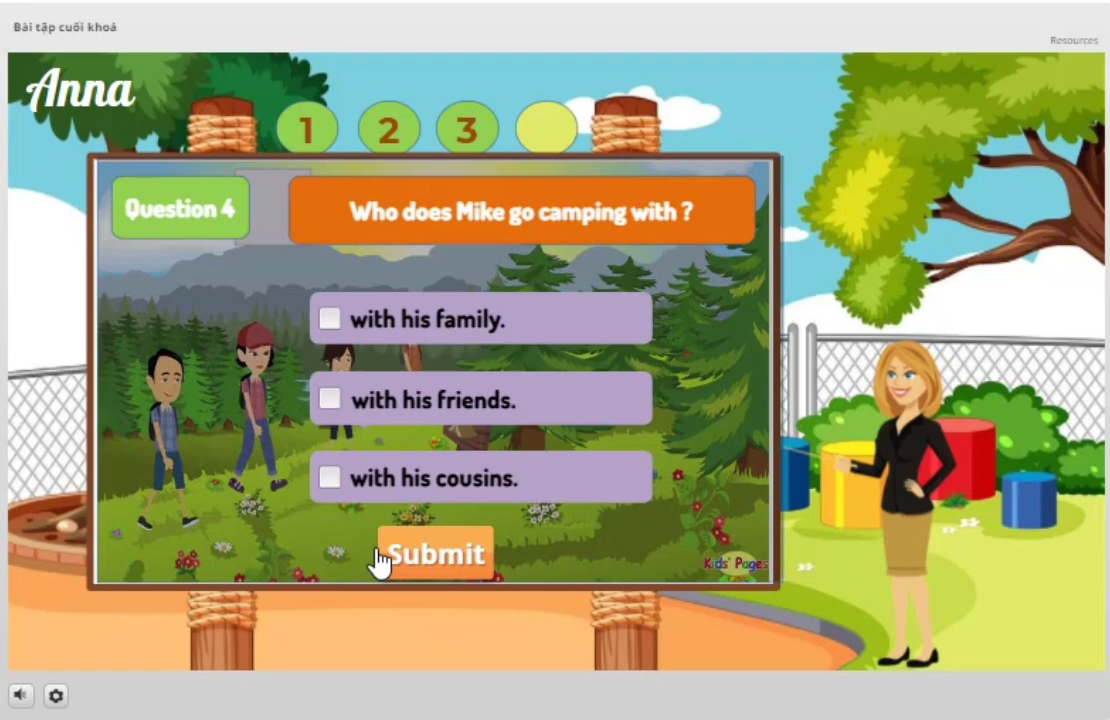 Bài tập cuối khoá
Resources
Anna
1 2 3
Question 4
Who does Mike go camping with ?
with his family.
with his friends.
with his cousins.
Submit
Kids' Pages